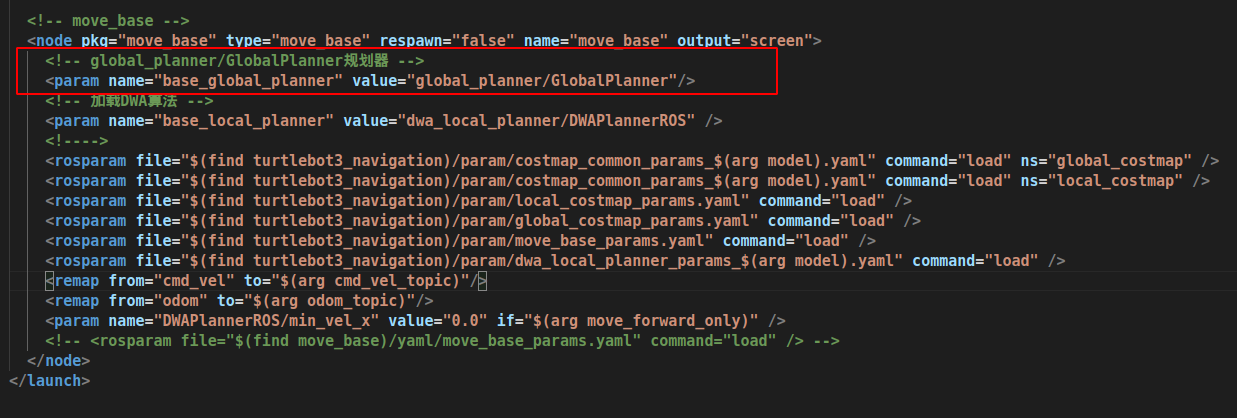 <!-- move_base -->
<node pkg="move_base" type="move_base" respawn="false" name="move_base" output="screen">
<!-- global_planner/GlobalPlanner规划器 -->
<param name="base_global_planner" value="global_planner/GlobalPlanner"/>
<!-- 加载DWA算法 -->
<param name="base_local_planner" value="dwa_local_planner/DWAPlannerROS" />
<!---->
<rosparam file="$(find turtlebot3_navigation)/param/costmap_common_params_$(arg model).yaml" command="load" ns="global_costmap" />
<rosparam file="$(find turtlebot3_navigation)/param/costmap_common_params_$(arg model).yaml" command="load" ns="local_costmap" />
<rosparam file="$(find turtlebot3_navigation)/param/local_costmap_params.yaml" command="load" />
<rosparam file="$(find turtlebot3_navigation)/param/global_costmap_params.yaml" command="load" />
<rosparam file="$(find turtlebot3_navigation)/param/move_base_params.yaml" command="load" />
<rosparam file="$(find turtlebot3_navigation)/param/dwa_local_planner_params_$(arg model).yaml" command="load" />
<remap from="cmd_vel" to="$(arg cmd_vel_topic)"/>
<remap from="odom" to="$(arg odom_topic)"/>
<param name="DWAPlannerROS/min_vel_x" value="0.0" if="$(arg move_forward_only)" />
<!-- <rosparam file="$(find move_base)/yaml/move_base_params.yaml" command="load" /> -->
</node>
</launch>